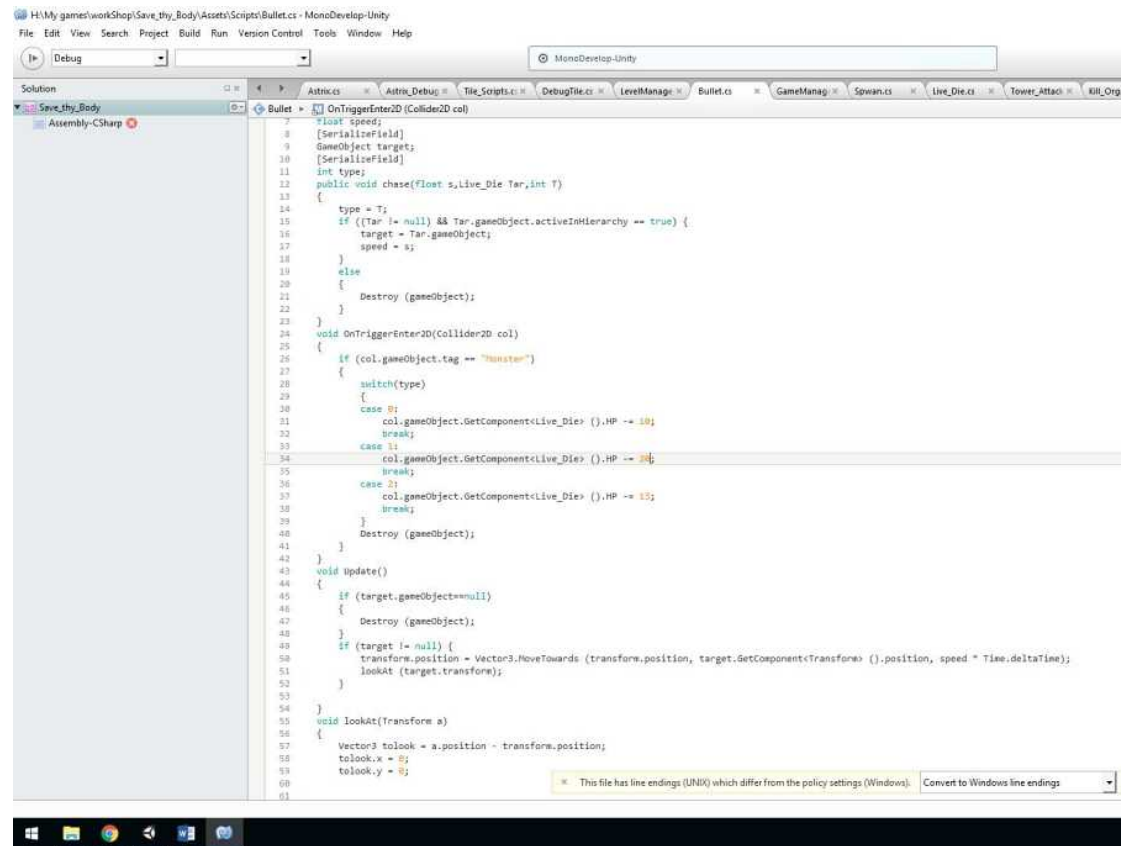 H:\My games\workShop\Save_thy_Body\Assets\Scripts\Bullet.cs - MonoDevelop-Unity
File Edit View Search Project Build Run Version Control Tools Window Help
Debug
MonoDevelop-Unity
Solution
Save_thy_Body
Assembly-CSharp
Astric.cs Astrix_Debug Tile_Scripts.cs DebugTile.cs LevelManage Bullet.cs GameManag Spwan.cs Live_Die.cs Tower_Attac Kill_Org
Bullet OnTriggerEnter2D (Collider2D col)
7 float speed;
8 [SerializeField]
9 GameObject target;
10 [SerializeField]
11 int type;
12 public void chase(float s,Live_Die Tar,int T)
13 {
14 type = T;
15 if ((Tar != null) && Tar.gameObject.activeInHierarchy == true) {
16 target = Tar.gameObject;
17 speed = s;
18 }
19 else
20 {
21 Destroy (gameObject);
22 }
23 }
24 void OnTriggerEnter2D(Collider2D col)
25 {
26 if (col.gameObject.tag == "Monster")
27 {
28 switch(type)
29 {
30 case 0:
31 col.gameObject.GetComponent<Live_Die> ().HP -= 10;
32 break;
33 case 1:
34 col.gameObject.GetComponent<Live_Die> ().HP -= 20;
35 break;
36 case 2:
37 col.gameObject.GetComponent<Live_Die> ().HP -= 15;
38 break;
39 }
40 Destroy (gameObject);
41 }
42 }
43 void Update()
44 {
45 if (target.gameObject==null)
46 {
47 Destroy (gameObject);
48 }
49 if (target != null) {
50 transform.position = Vector3.MoveTowards (transform.position, target.GetComponent<Transform> ().position, speed * Time.deltaTime);
51 lookAt (target.transform);
52 }
53
54 }
55 void lookAt(Transform a)
56 {
57 Vector3 tolook = a.position - transform.position;
58 tolook.x = 0;
59 tolook.y = 0;
60
61
This file has line endings (UNIX) which differ from the policy settings (Windows). Convert to Windows line endings